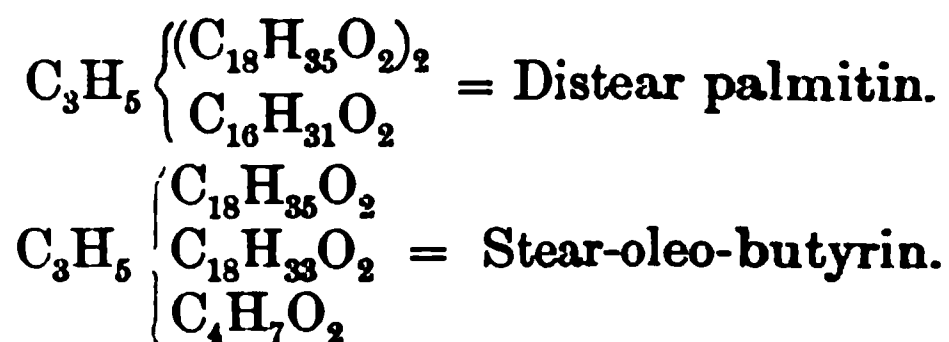 (C₁₈H₃₅O₂)₂
C₃H₅ { = Distear palmitin.
C₁₆H₃₁O₂
C₁₈H₃₅O₂
C₃H₅ { C₁₈H₃₃O₂ = Stear-oleo-butyrin.
C₄H₇O₂